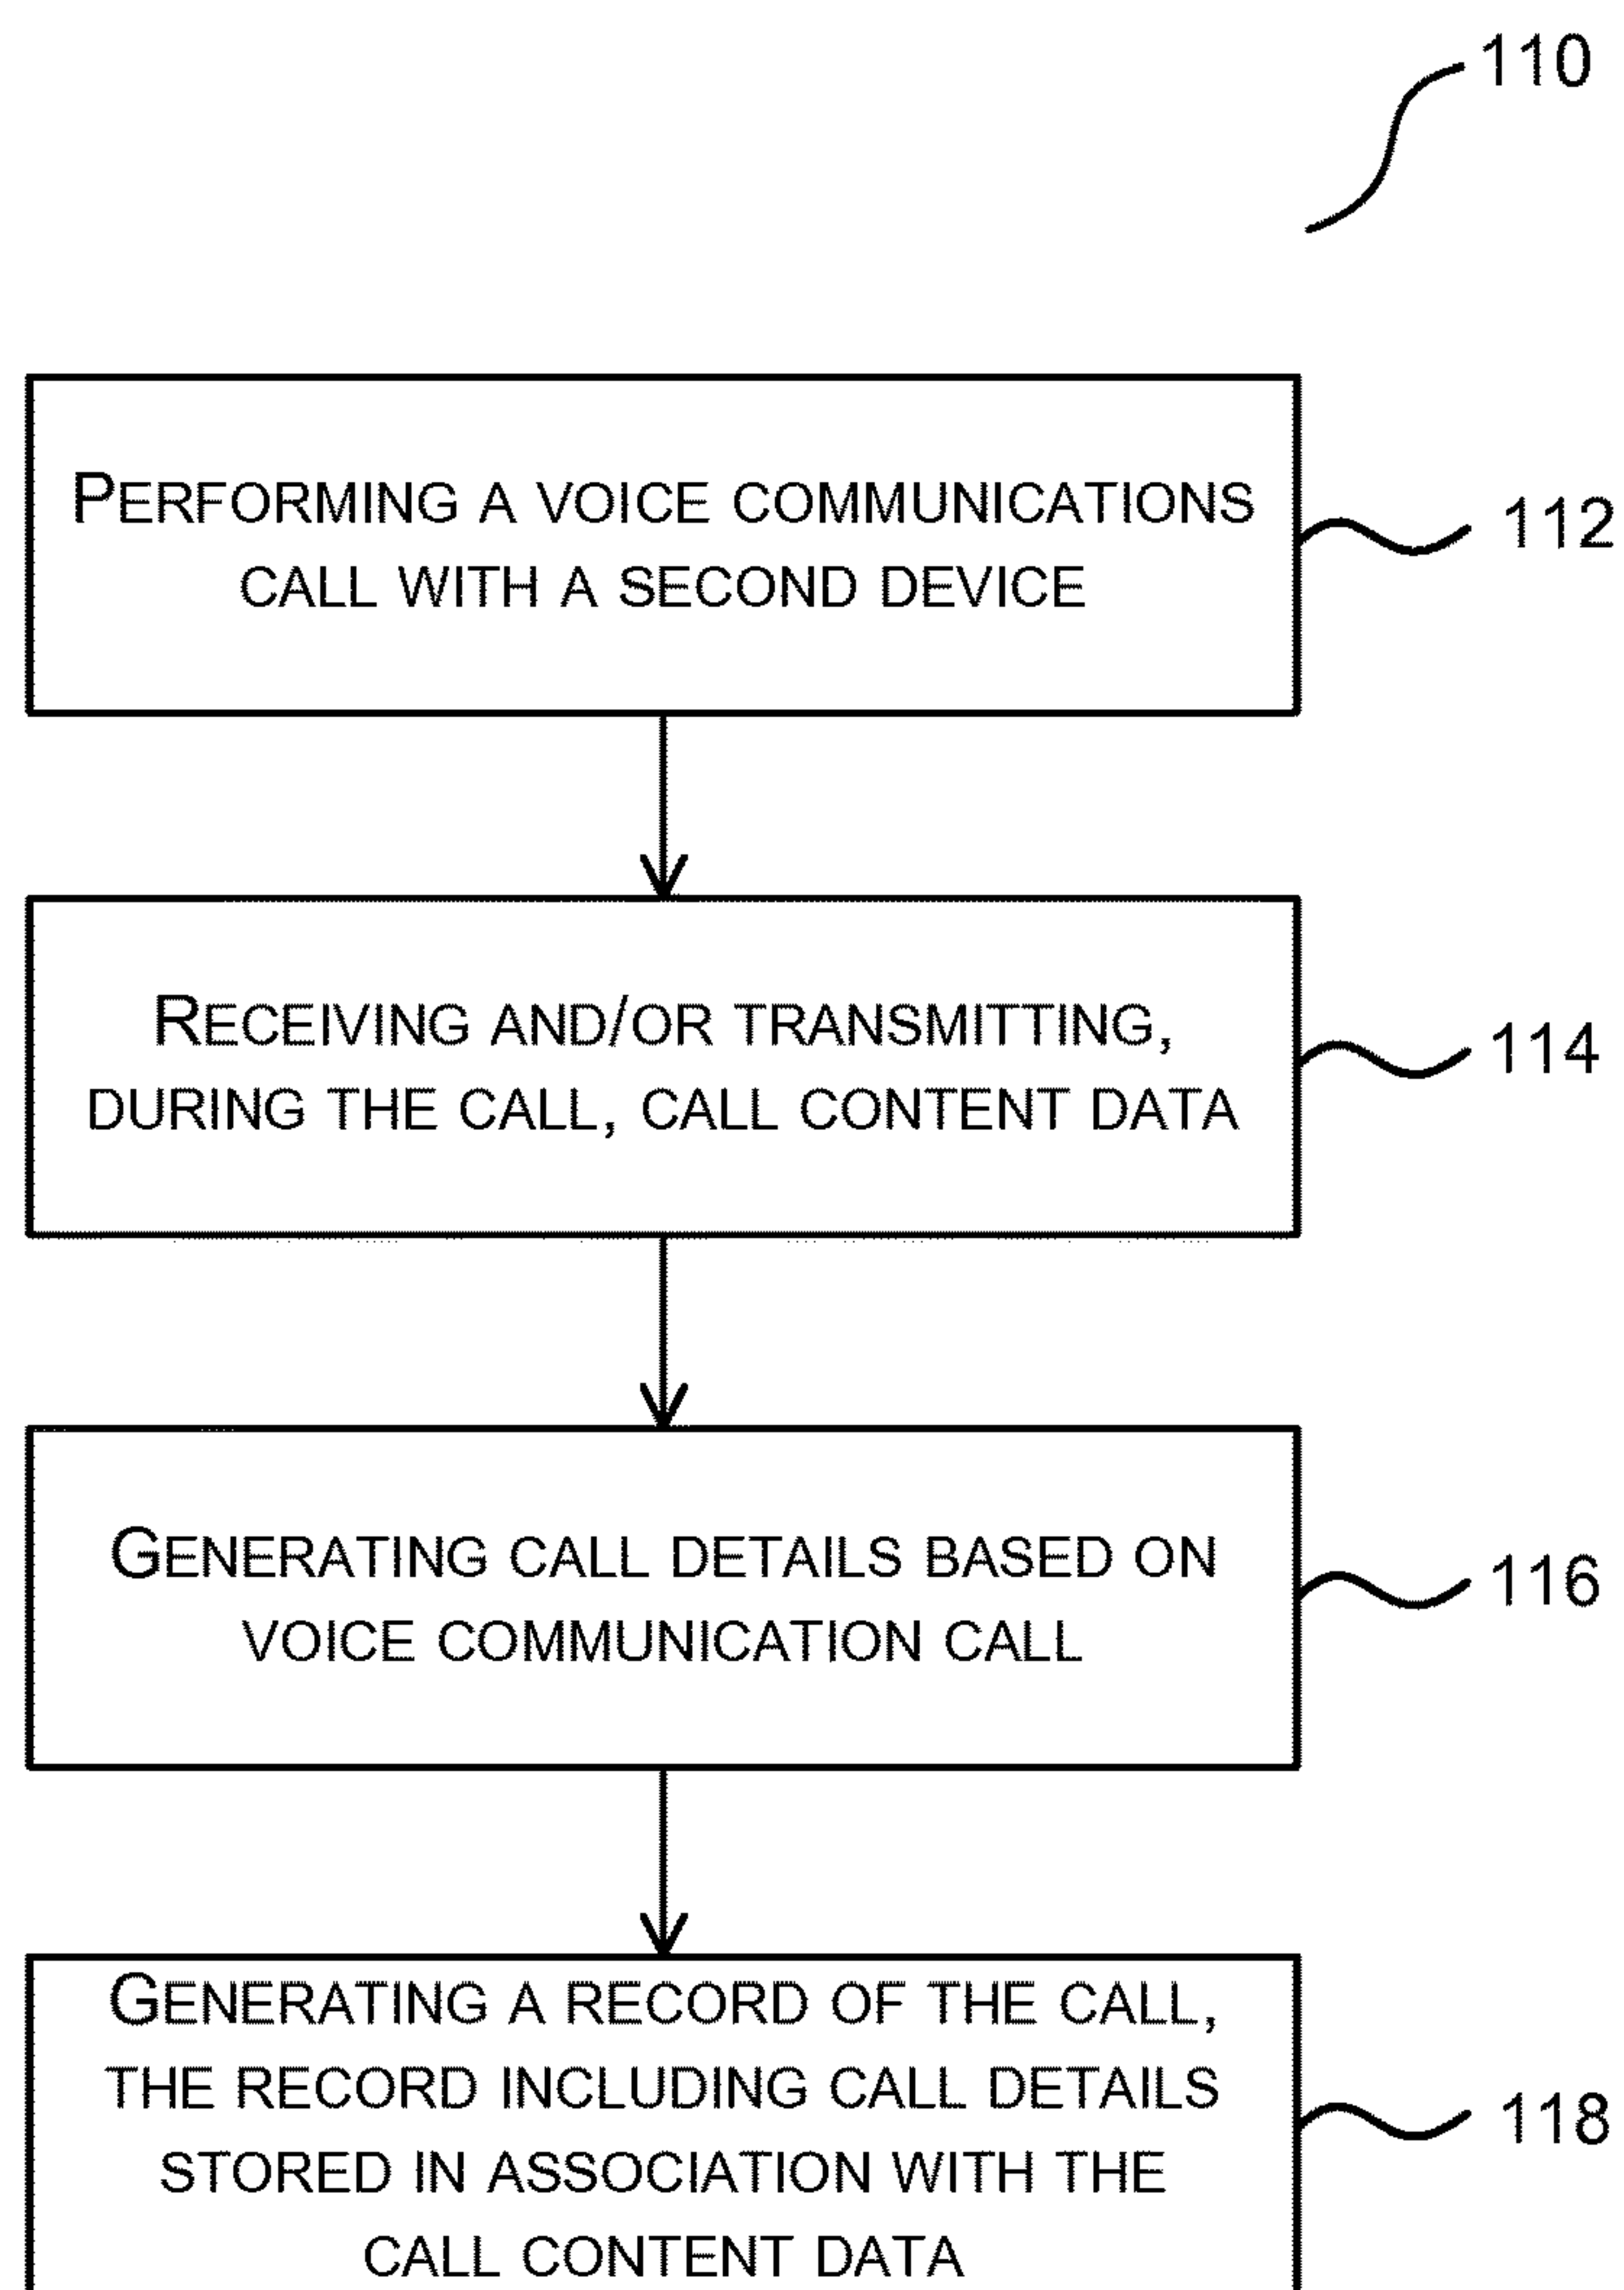 110
PERFORMING A VOICE COMMUNICATIONS
CALL WITH A SECOND DEVICE
112
RECEIVING AND/OR TRANSMITTING,
DURING THE CALL, CALL CONTENT DATA
114
GENERATING CALL DETAILS BASED ON
VOICE COMMUNICATION CALL
116
GENERATING A RECORD OF THE CALL,
THE RECORD INCLUDING CALL DETAILS
STORED IN ASSOCIATION WITH THE
CALL CONTENT DATA
118